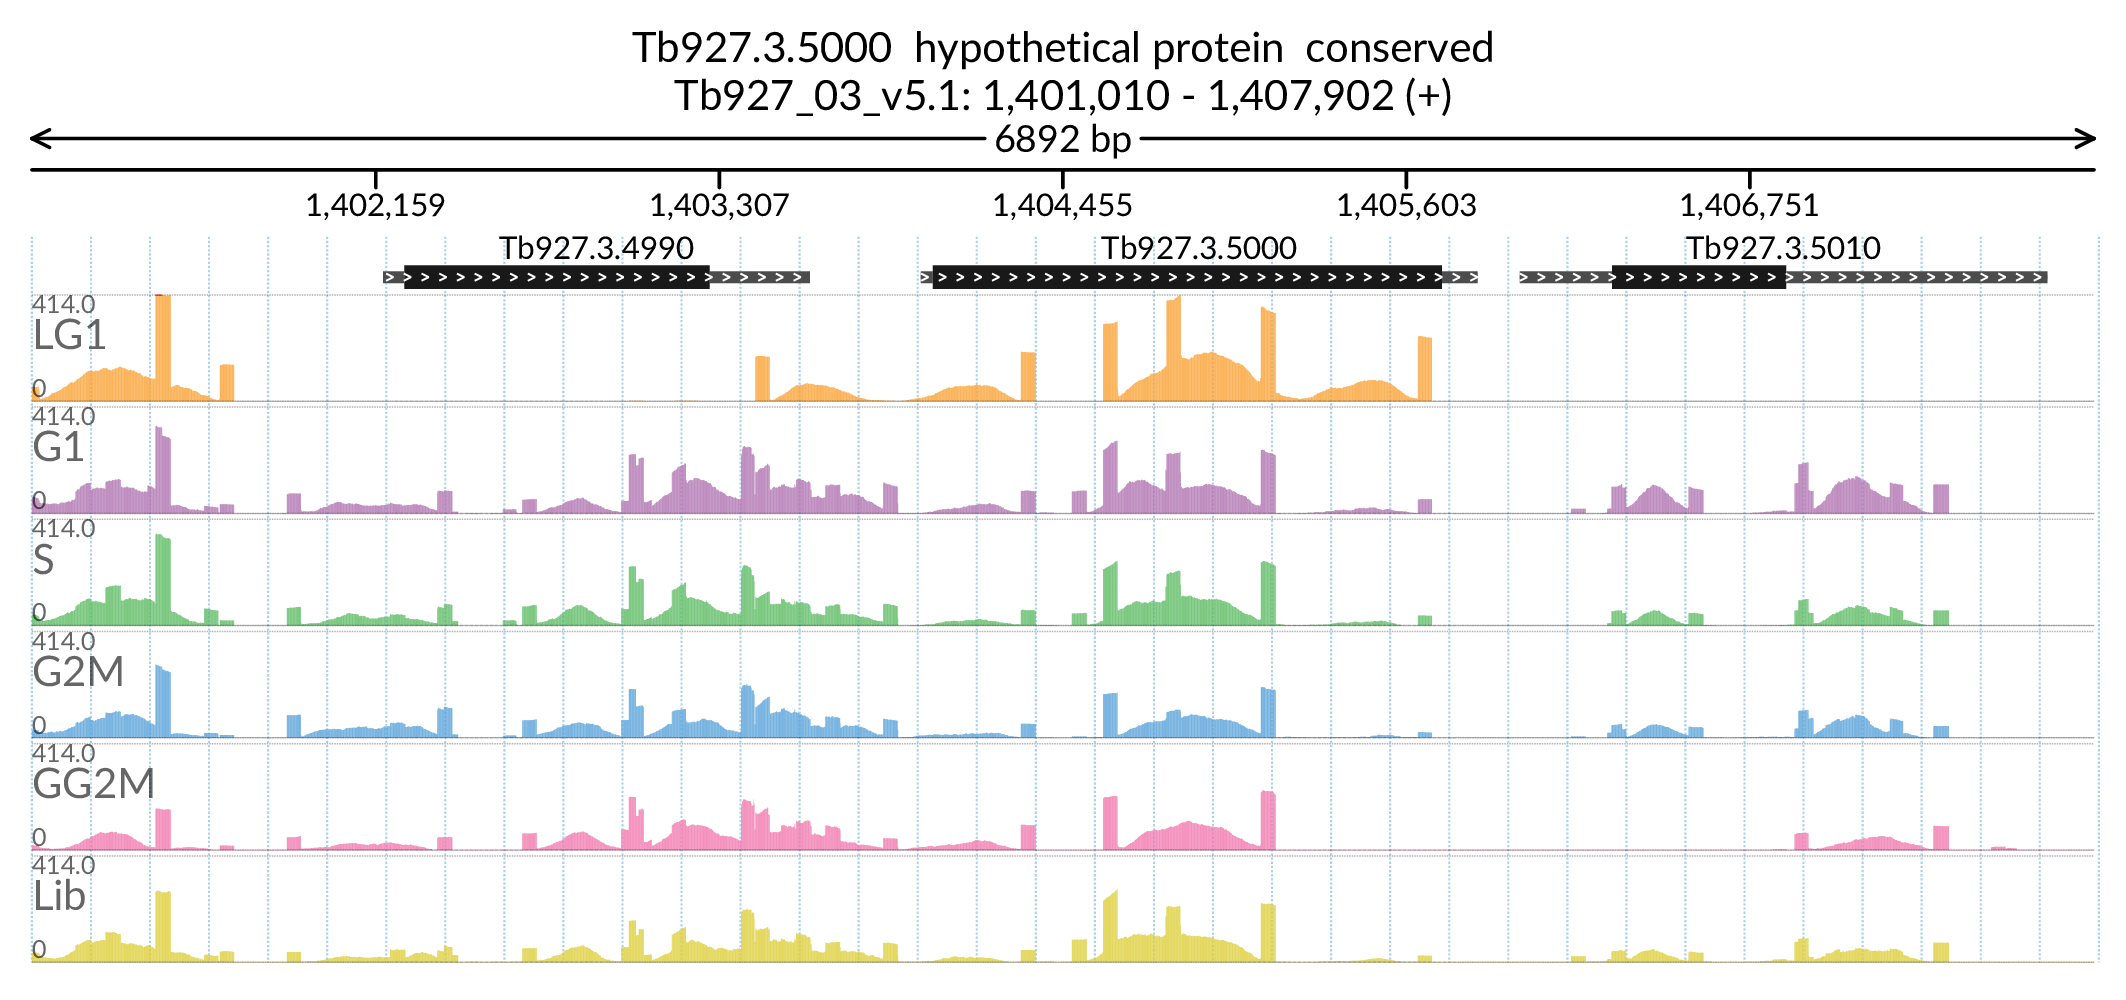 Tb927.3.5000  hypothetical protein  conserved
Tb927_03_v5.1: 1,401,010 - 1,407,902 (+)
6892 bp
1,402,159 1,403,307 1,404,455 1,405,603 1,406,751
Tb927.3.4990 Tb927.3.5000 Tb927.3.5010
414.0
LG1
0
414.0
G1
0
414.0
S
0
414.0
G2M
0
414.0
GG2M
0
414.0
Lib
0